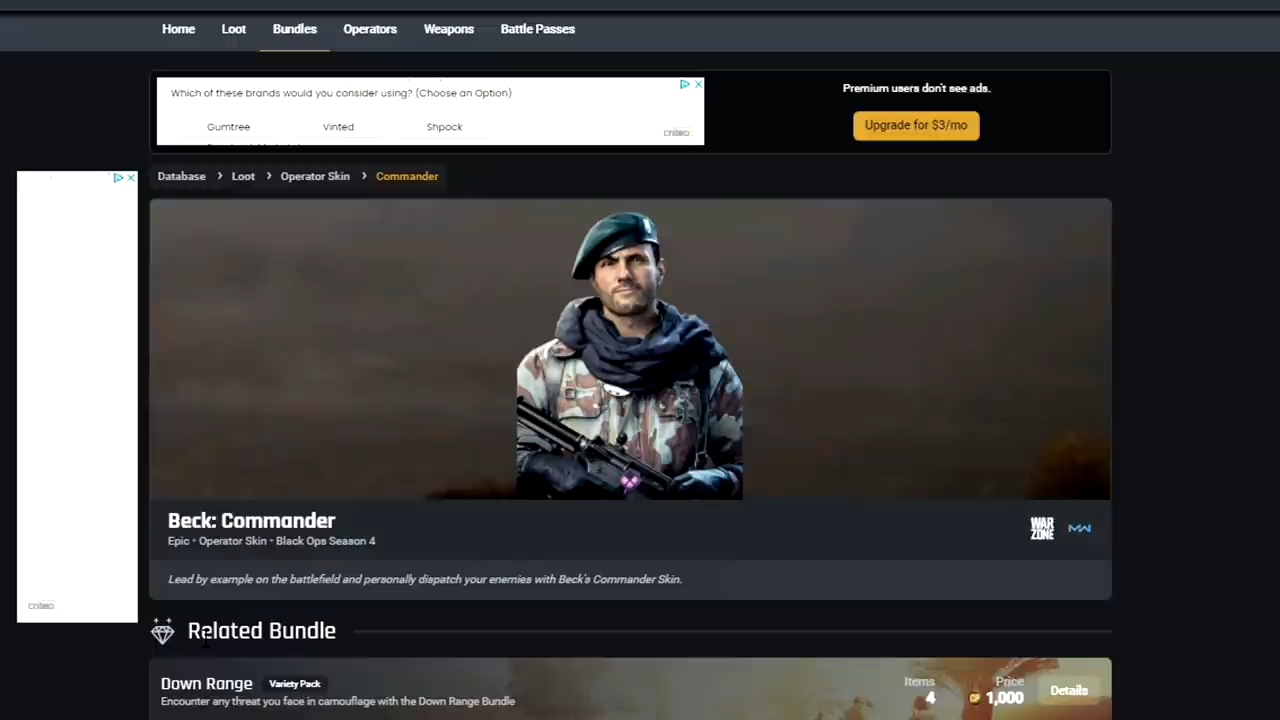 Home Loot Bundles Operators Weapons Battle Passes
Which of these brands would you consider using? (Choose an Option)
Gumtree Vinted Shpock
criteo
Premium users don't see ads.
Upgrade for $3/mo
Database > Loot > Operator Skin > Commander
criteo
Beck: Commander
Epic • Operator Skin • Black Ops Season 4
WAR
ZONE
MW
Lead by example on the battlefield and personally dispatch your enemies with Beck's Commander Skin.
Related Bundle
Down Range Variety Pack
Encounter any threat you face in camouflage with the Down Range Bundle
Items
4
Price
CP 1,000
Details